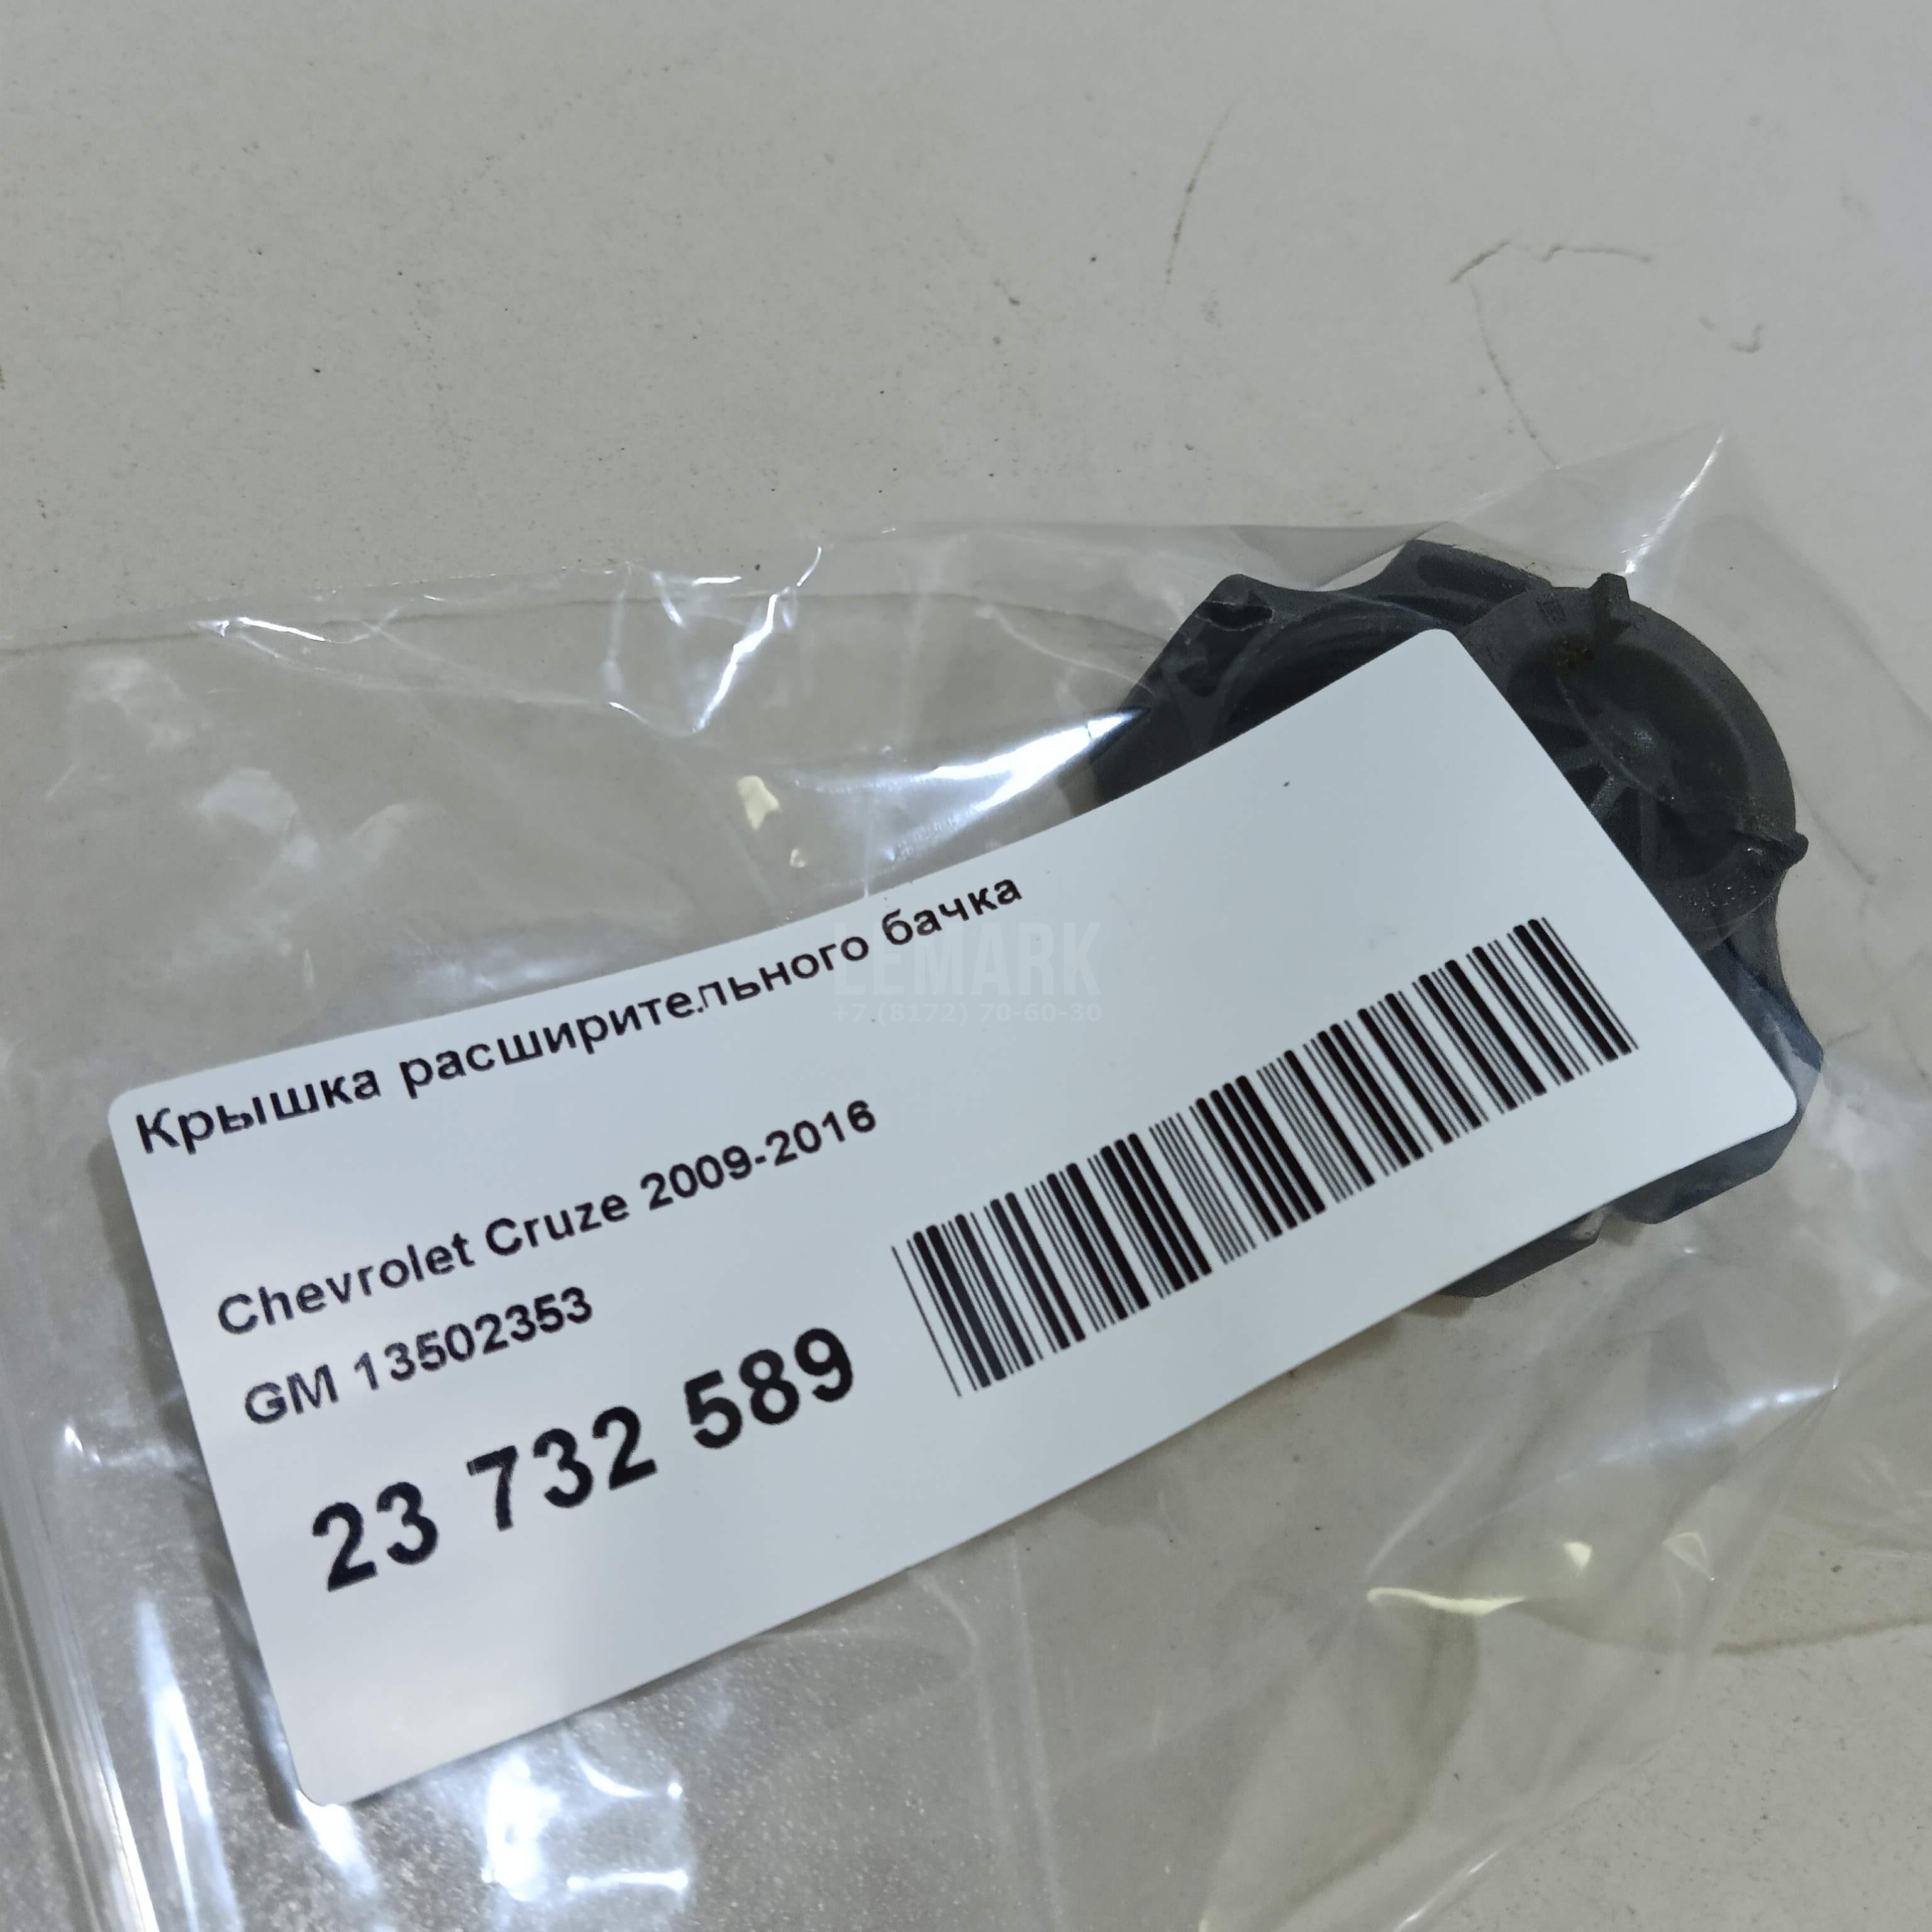 Крышка расширительного бачка
LEMARK
+7 (8172) 70-60-30
Chevrolet Cruze 2009-2016
GM 13502353
23 732 589